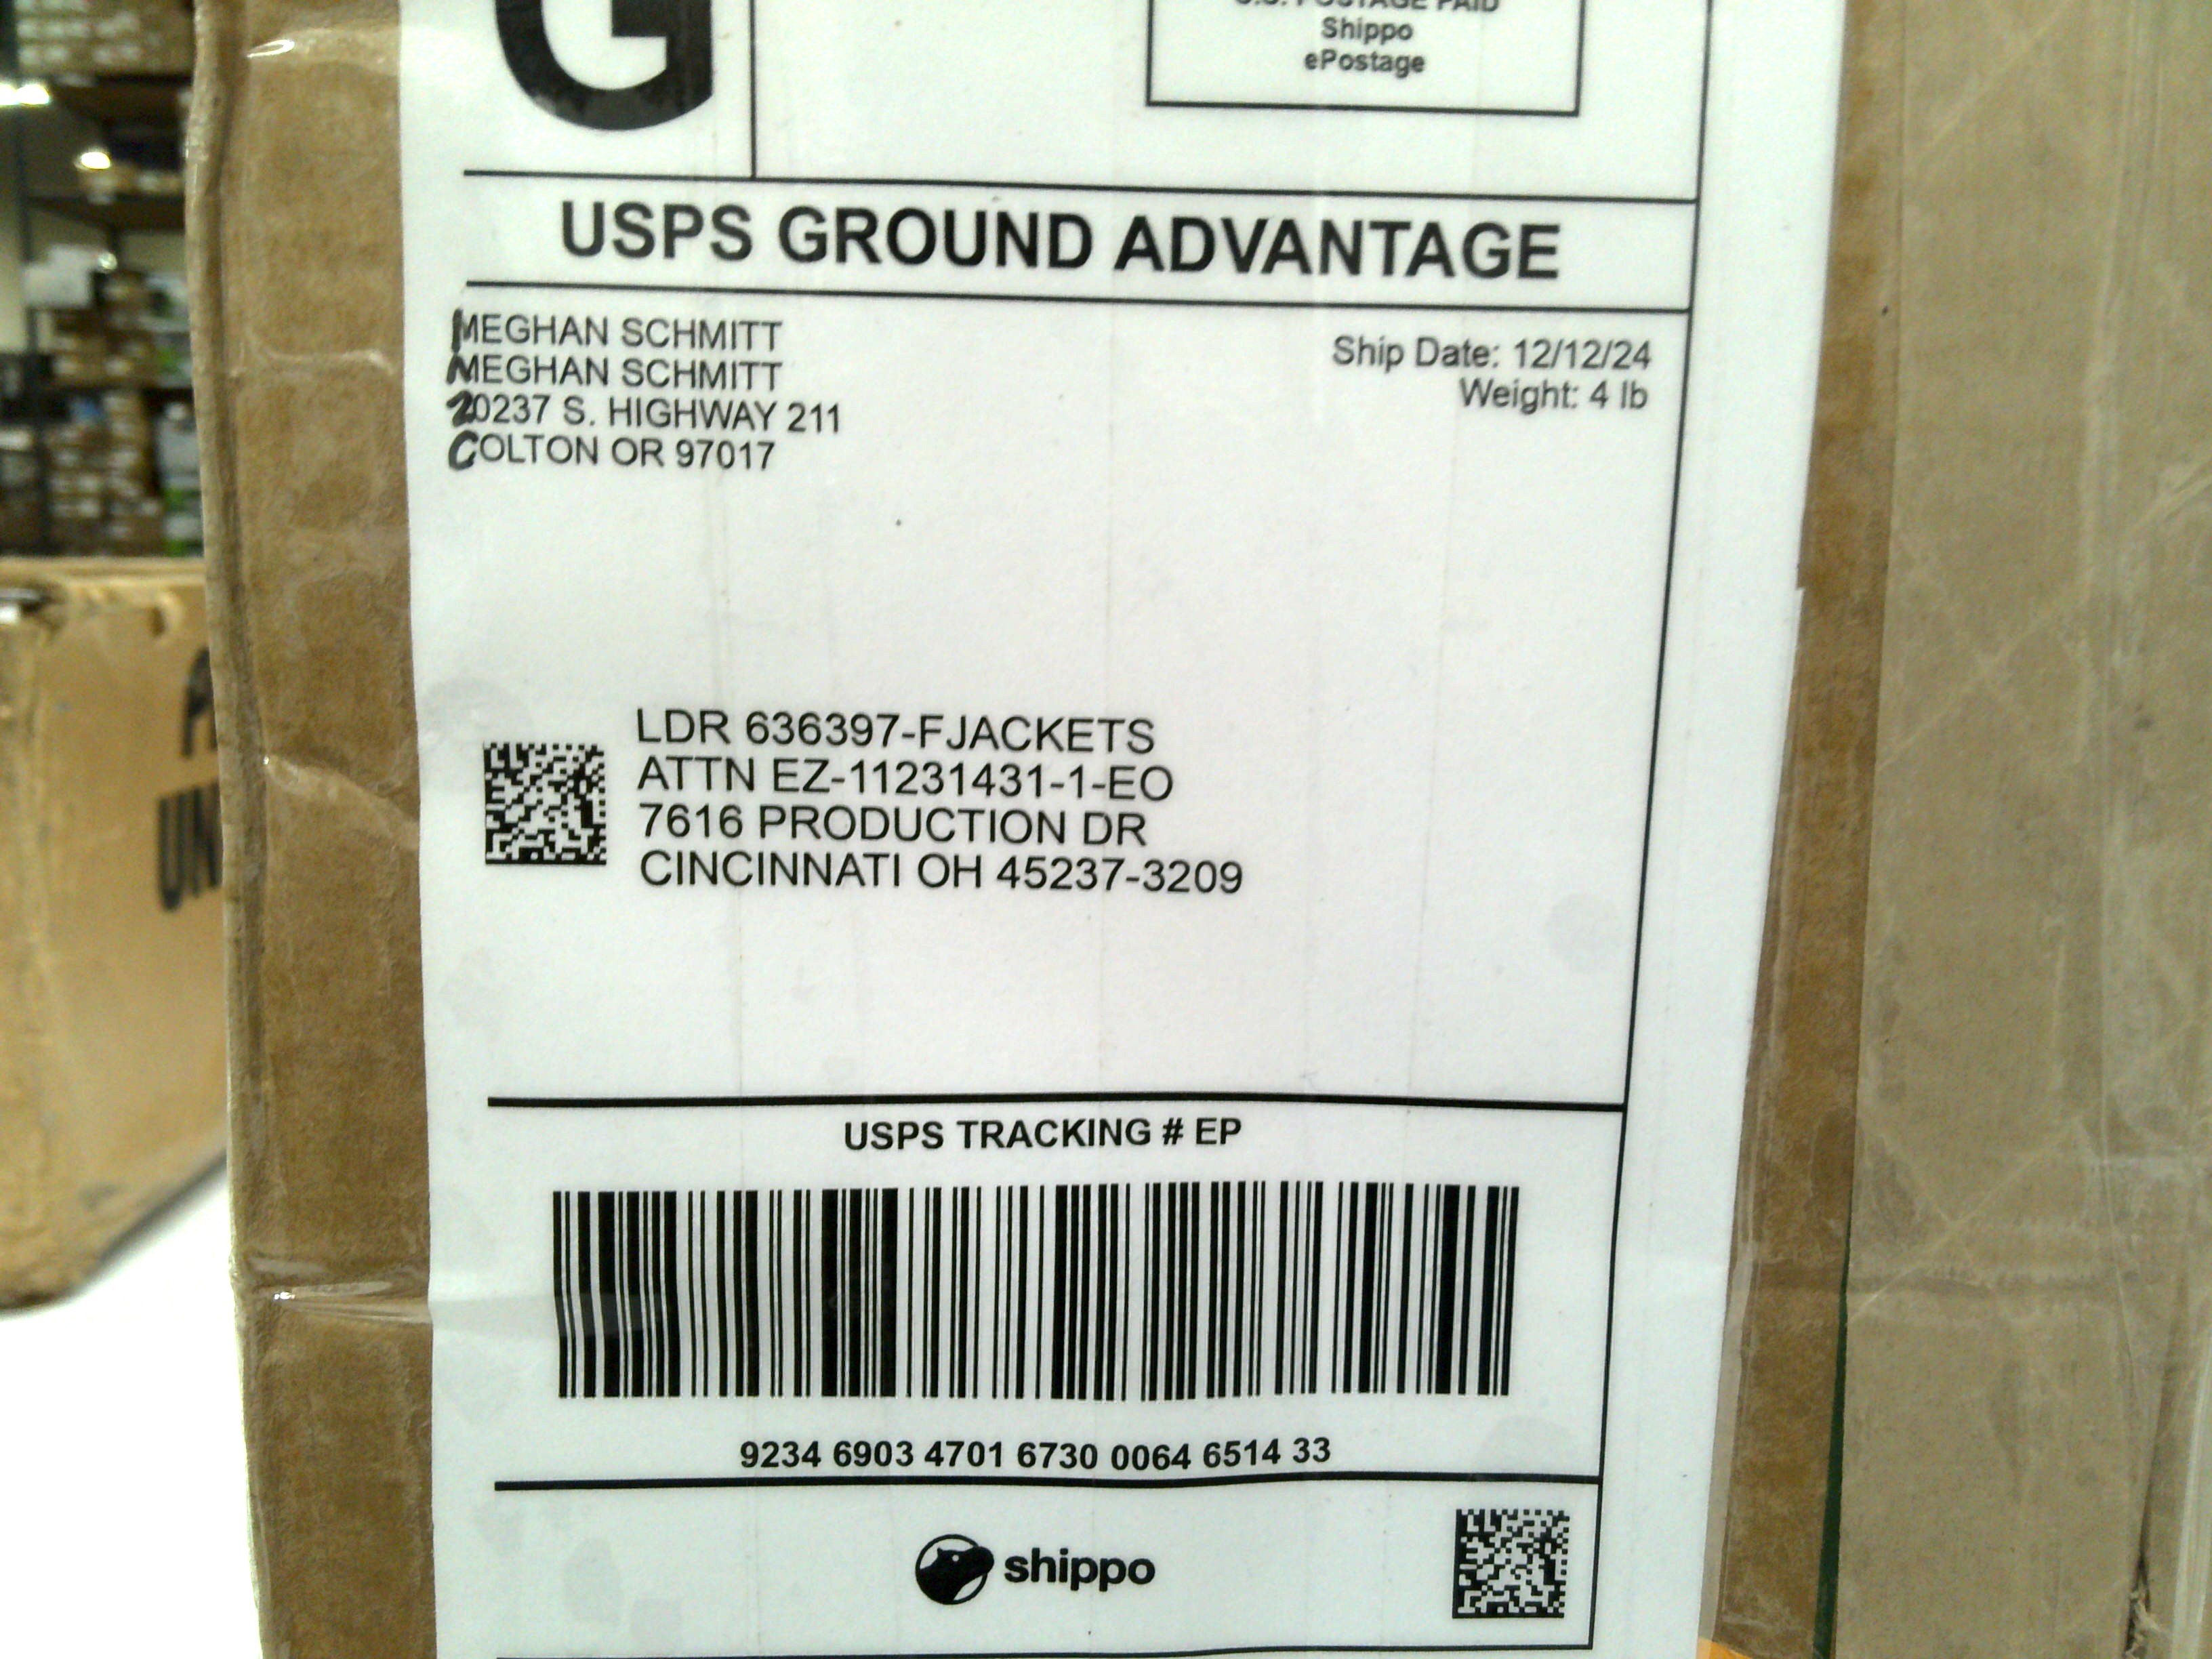 G
U.S. POSTAGE PAID
Shippo
ePostage
USPS GROUND ADVANTAGE
MEGHAN SCHMITT
MEGHAN SCHMITT
20237 S. HIGHWAY 211
COLTON OR 97017
Ship Date: 12/12/24
Weight: 4 lb
LDR 636397-FJACKETS
ATTN EZ-11231431-1-EO
7616 PRODUCTION DR
CINCINNATI OH 45237-3209
USPS TRACKING # EP
9234 6903 4701 6730 0064 6514 33
shippo